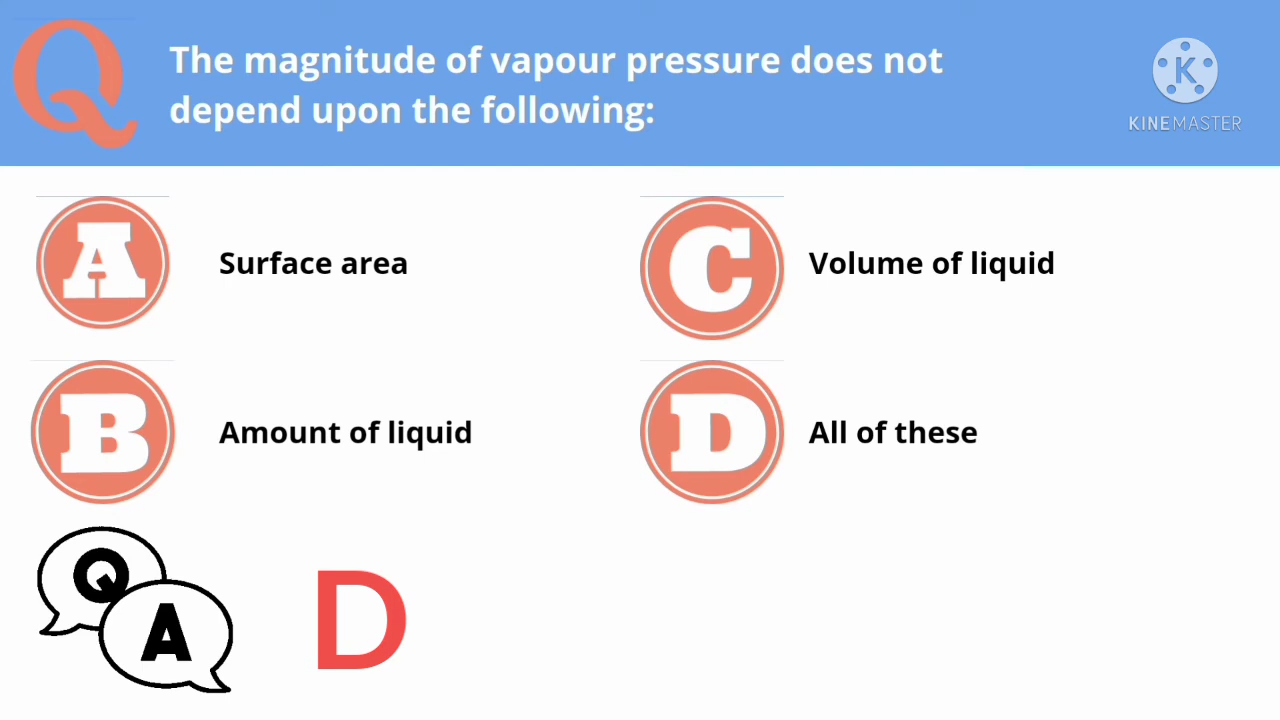 Q
The magnitude of vapour pressure does not
depend upon the following:
K
KINEMASTER
A
Surface area
B
Amount of liquid
C
Volume of liquid
D
All of these
Q
A
D